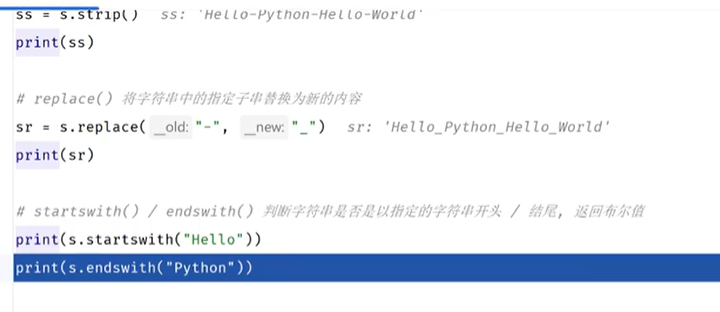 ss = s.strip()  ss: 'Hello-Python-Hello-World'
print(ss)
# replace() 将字符串中的指定子串替换为新的内容
sr = s.replace( __old: "-", __new: "_")  sr: 'Hello_Python_Hello_World'
print(sr)
# startswith() / endswith() 判断字符串是否是以指定的字符串开头 / 结尾, 返回布尔值
print(s.startswith("Hello"))
print(s.endswith("Python"))